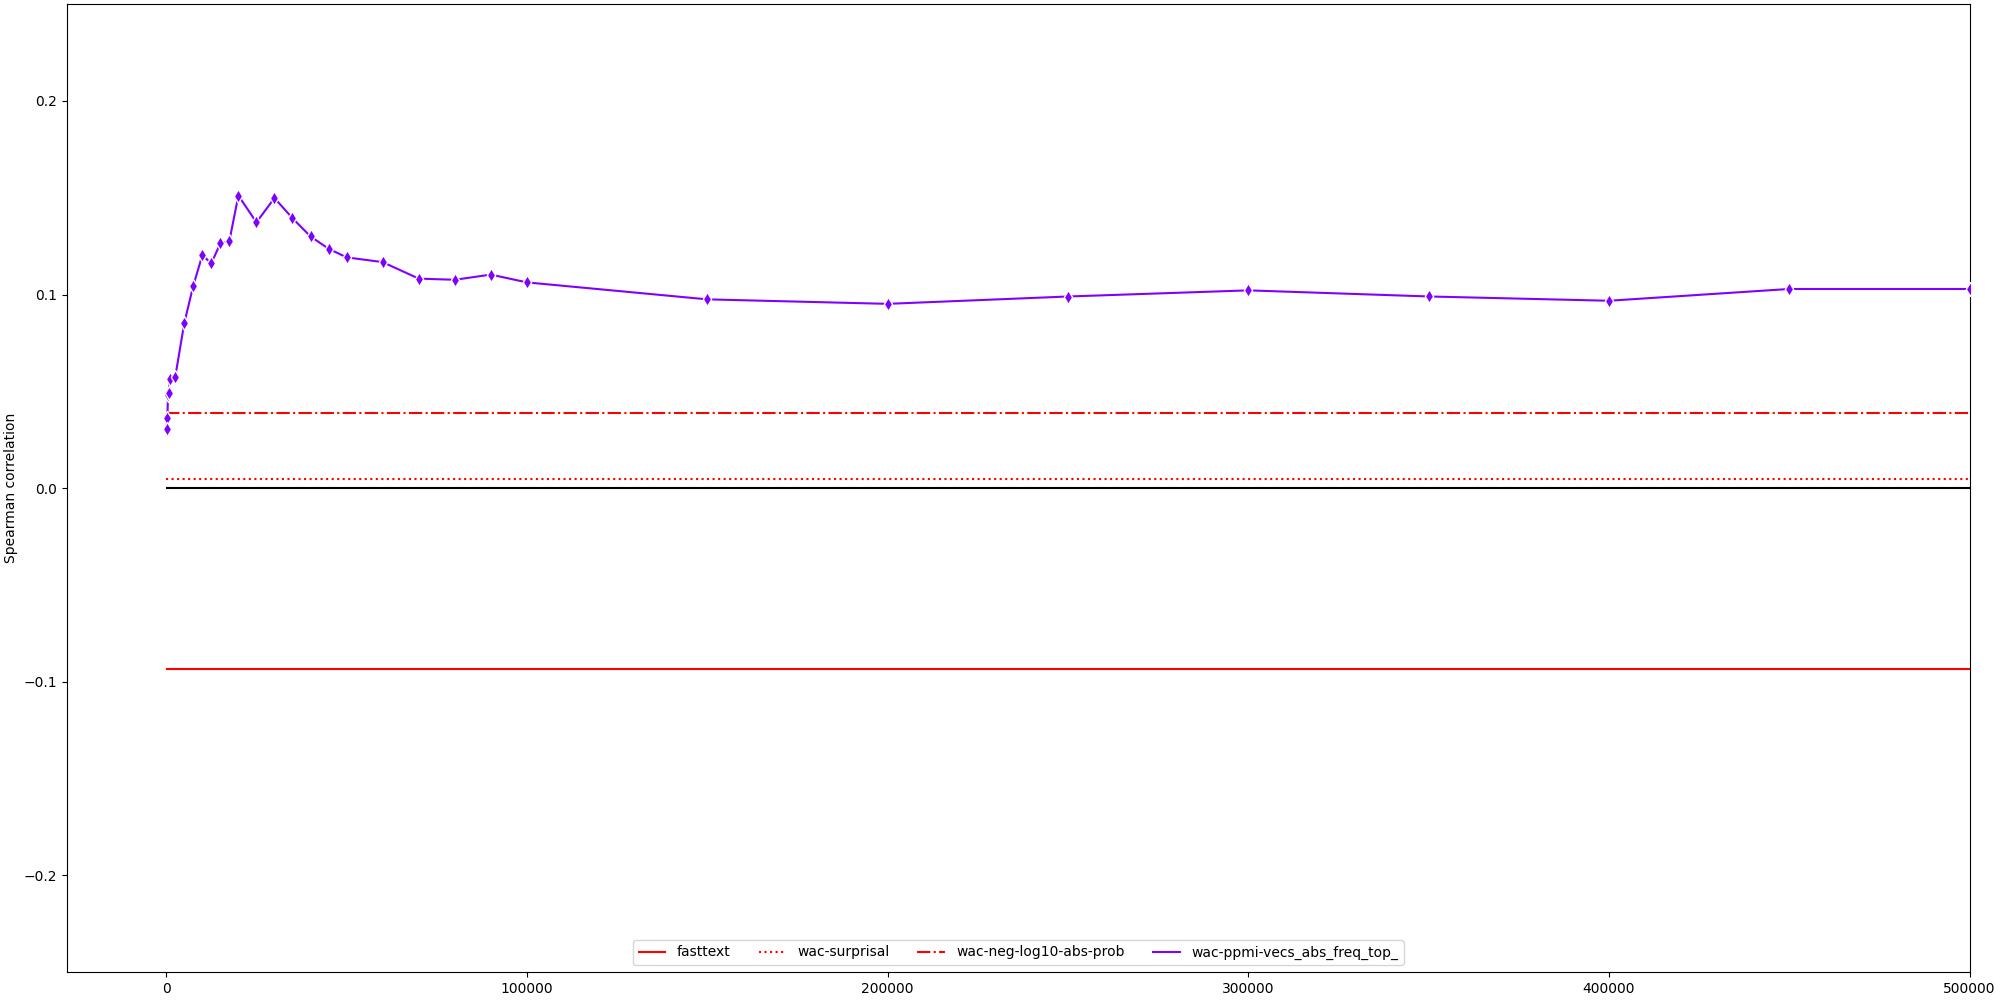 Spearman correlation
0.2
0.1
0.0
−0.1
−0.2
0 100000 200000 300000 400000 500000
fasttext wac-surprisal wac-neg-log10-abs-prob wac-ppmi-vecs_abs_freq_top_